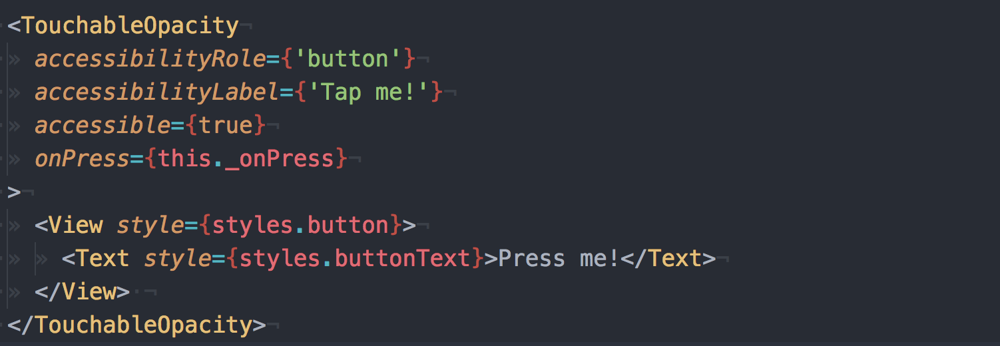 <TouchableOpacity
accessibilityRole={'button'}
accessibilityLabel={'Tap me!'}
accessible={true}
onPress={this._onPress}
>
<View style={styles.button}>
<Text style={styles.buttonText}>Press me!</Text>
</View>
</TouchableOpacity>